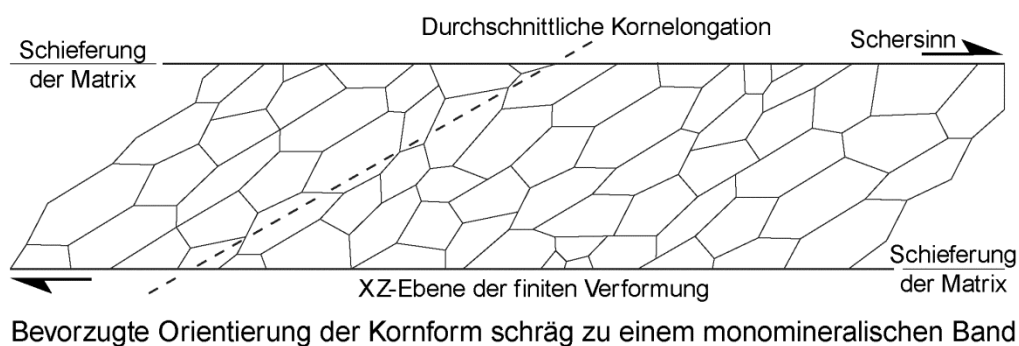 Durchschnittliche Kornelongation
Schieferung
der Matrix
Schersinn
Schieferung
der Matrix
XZ-Ebene der finiten Verformung
Bevorzugte Orientierung der Kornform schräg zu einem monomineralischen Band